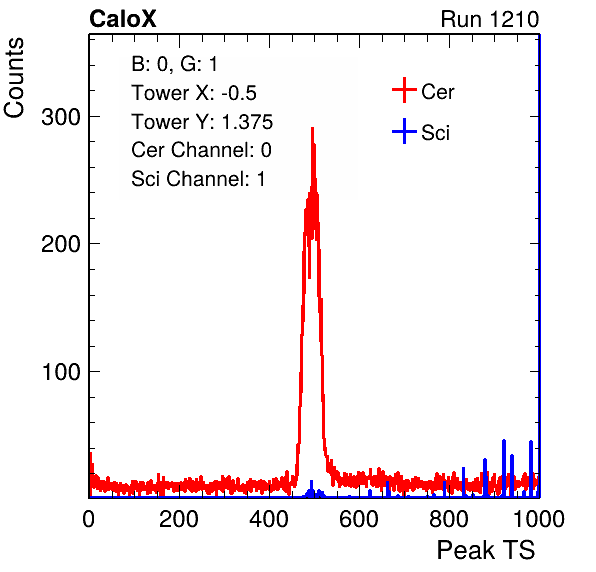 CaloX Run 1210
Counts
B: 0, G: 1
Tower X: -0.5
Tower Y: 1.375
Cer Channel: 0
Sci Channel: 1
Cer
Sci
300
200
100
0 200 400 600 800 1000
Peak TS